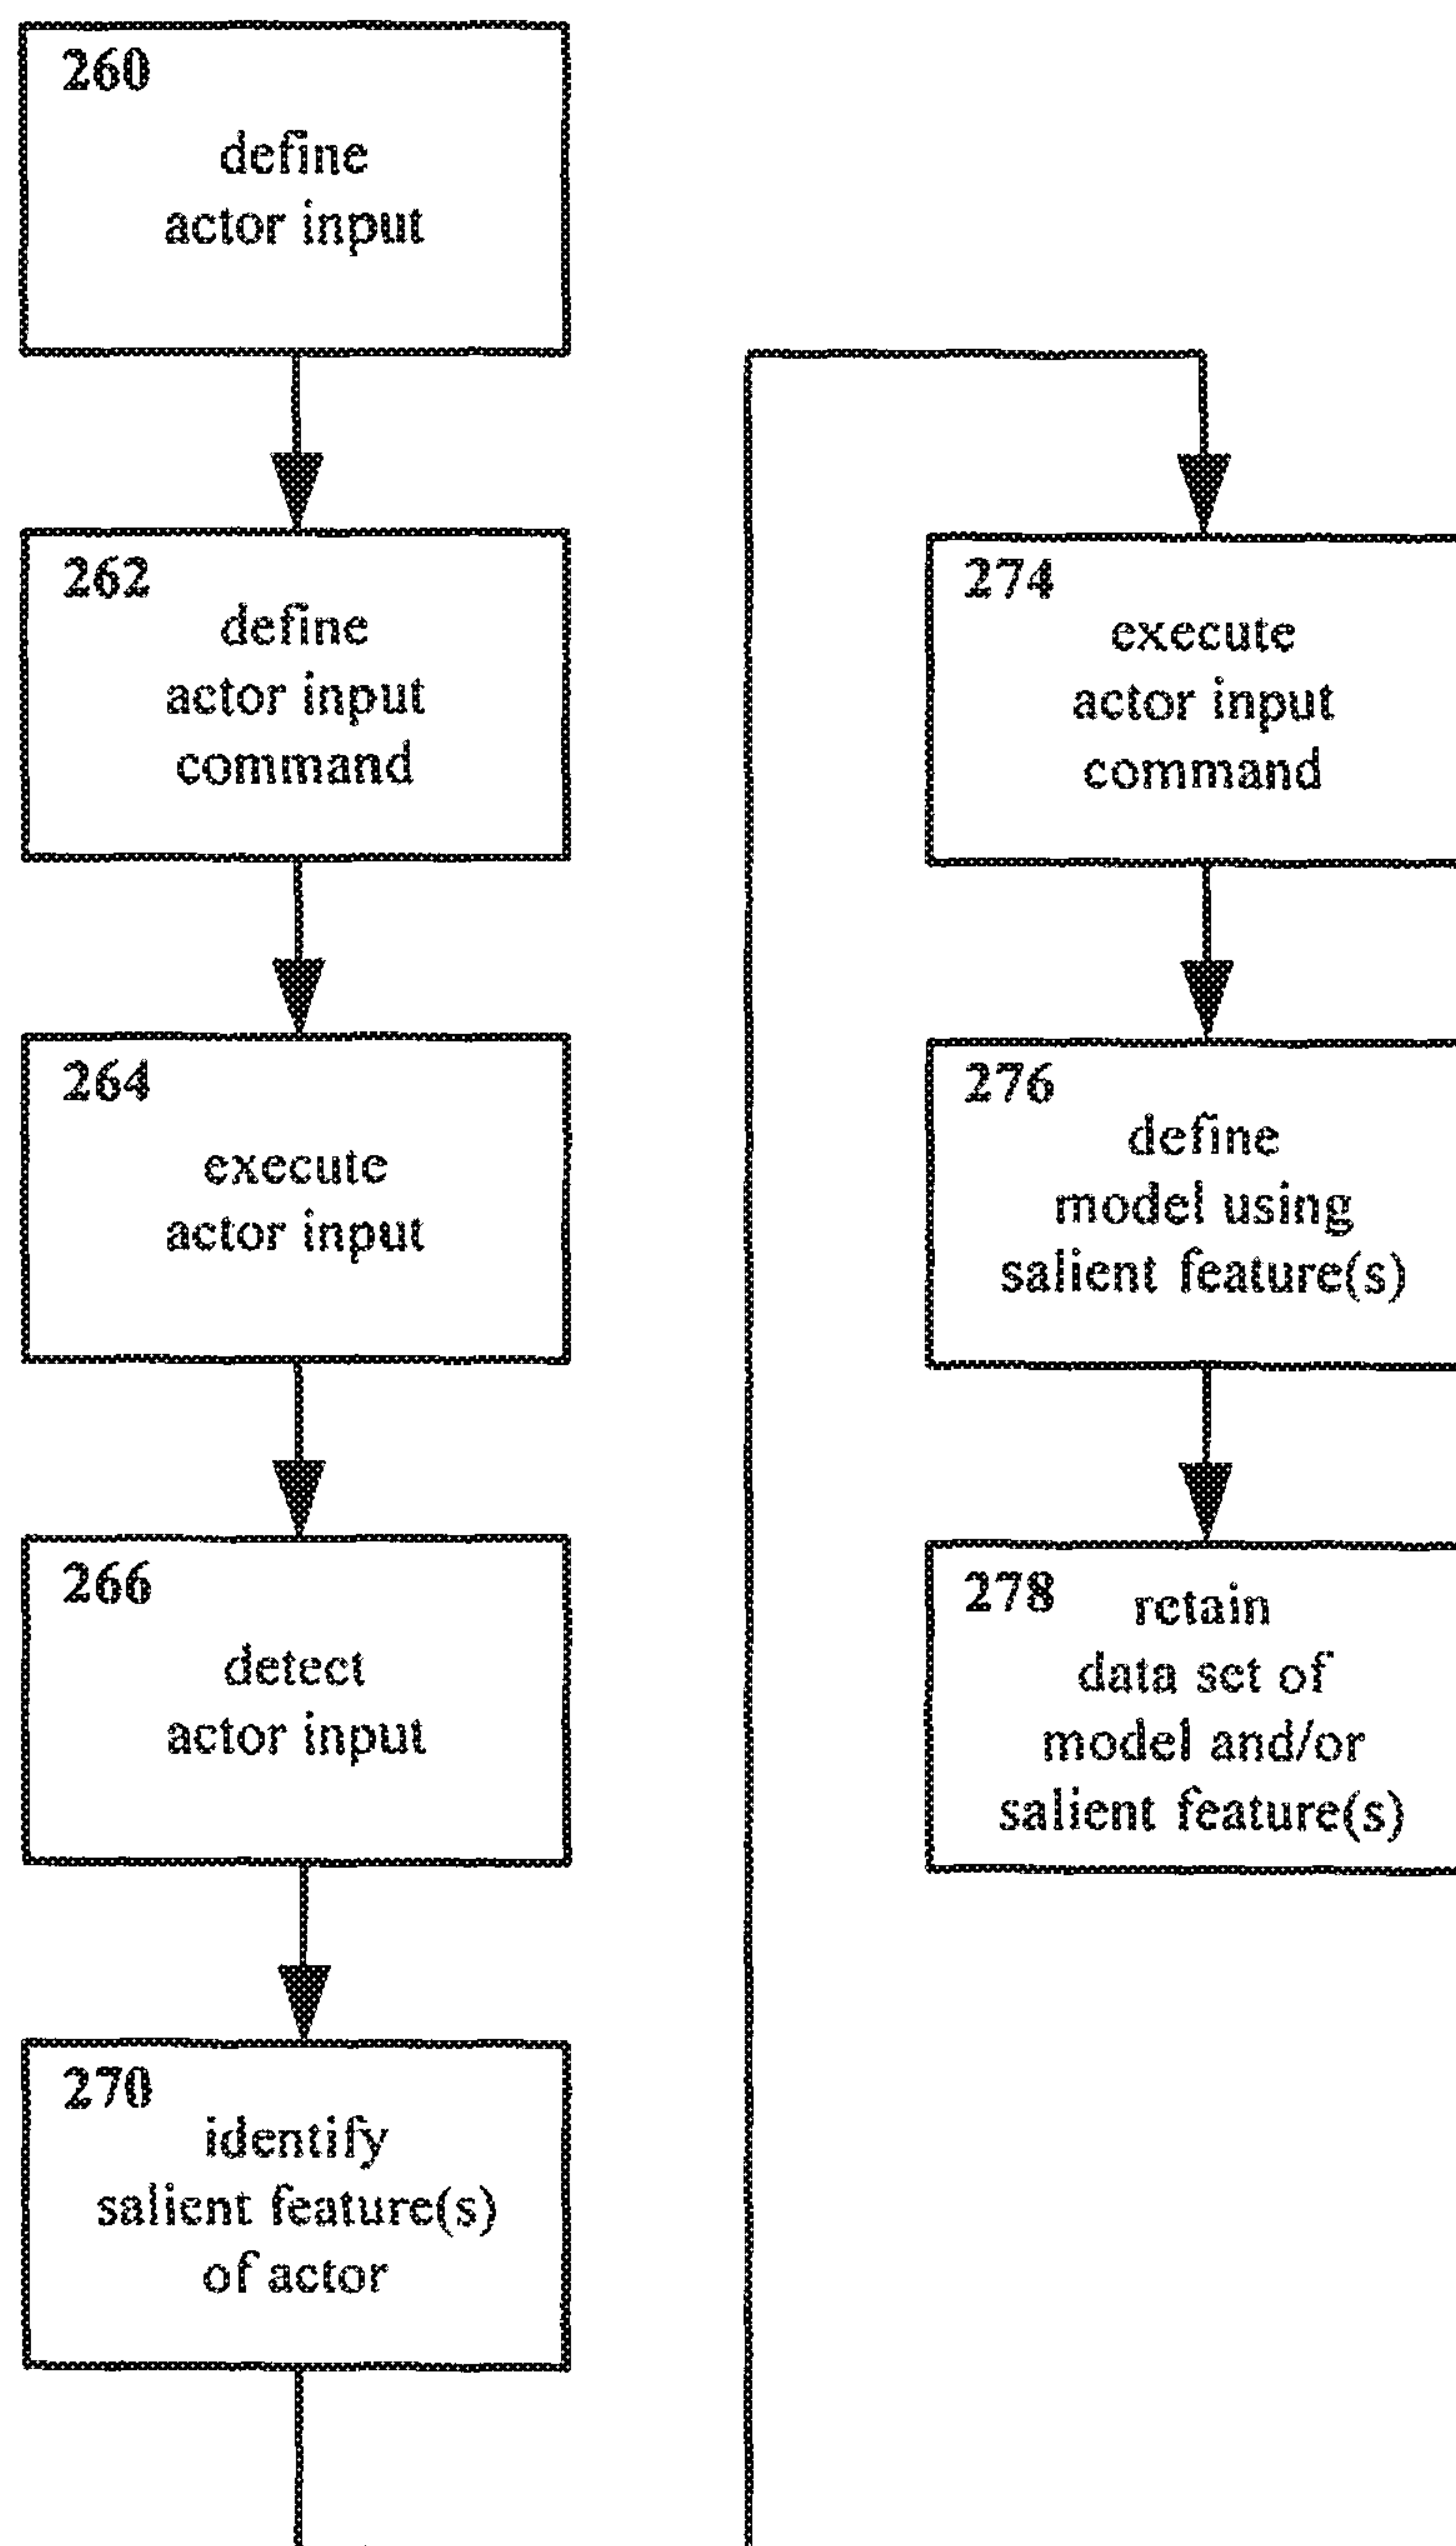 260
define
actor input
262
define
actor input
command
264
execute
actor input
266
detect
actor input
270
identify
salient feature(s)
of actor
274
execute
actor input
command
276
define
model using
salient feature(s)
278 retain
data set of
model and/or
salient feature(s)